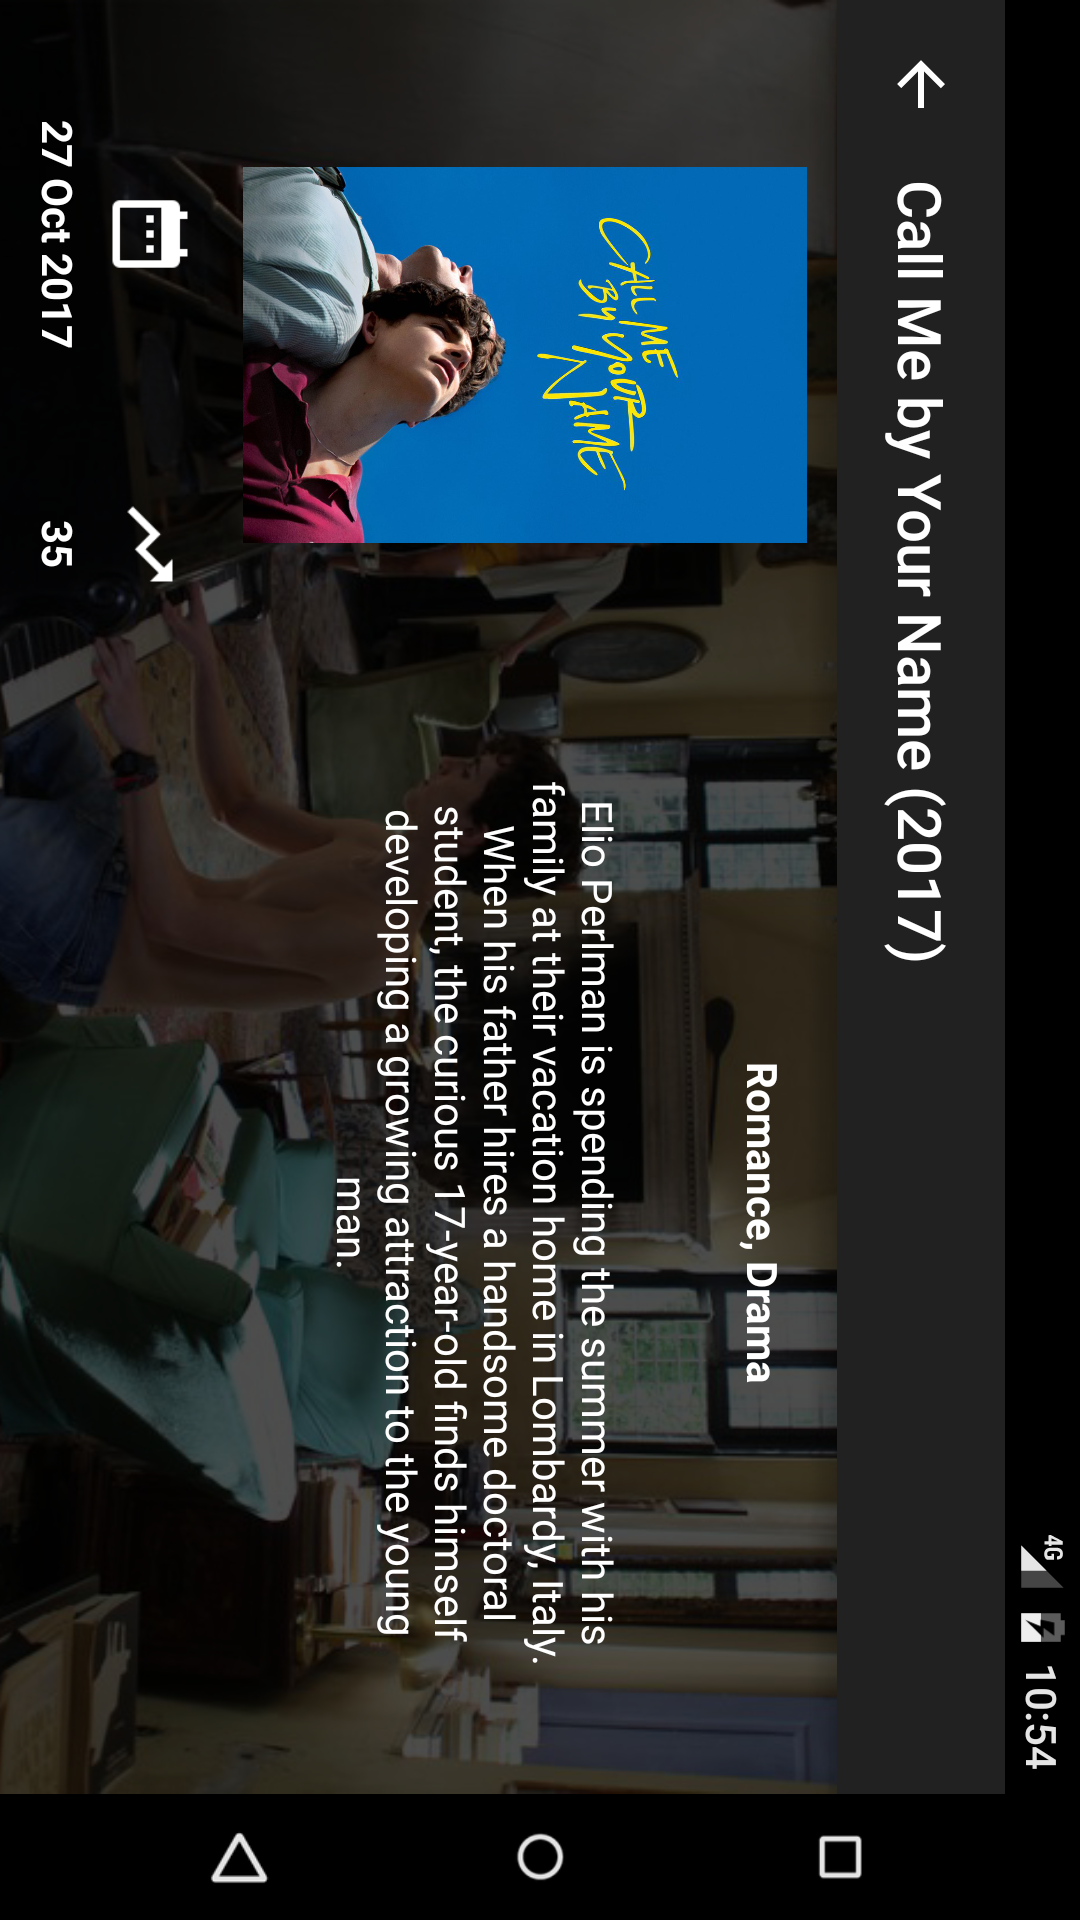 4G
10:54
Call Me by Your Name (2017)
CALL ME
By YOUR
NAME
27 Oct 2017
35
Romance, Drama
Elio Perlman is spending the summer with his
family at their vacation home in Lombardy, Italy.
When his father hires a handsome doctoral
student, the curious 17-year-old finds himself
developing a growing attraction to the young
man.